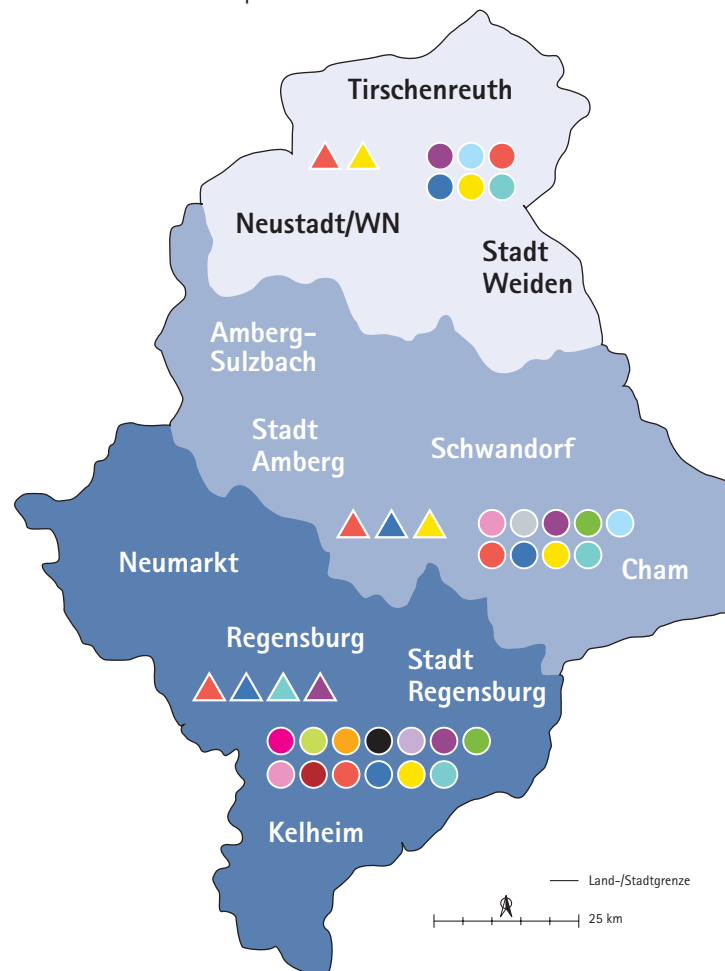 Tirschenreuth
Neustadt/WN
Stadt
Weiden
Amberg-
Sulzbach
Stadt
Amberg
Schwandorf
Neumarkt
Cham
Regensburg
Stadt
Regensburg
Kelheim
Land-/Stadtgrenze
25 km